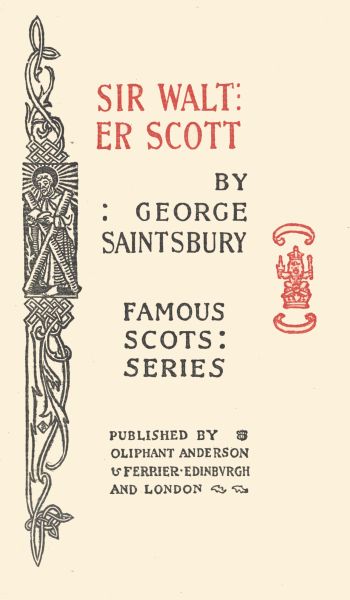 SIR WALT:
ER SCOTT
BY
: GEORGE
SAINTSBURY
FAMOUS
SCOTS:
SERIES
PUBLISHED BY
OLIPHANT ANDERSON
& FERRIER·EDINBVRGH
AND LONDON